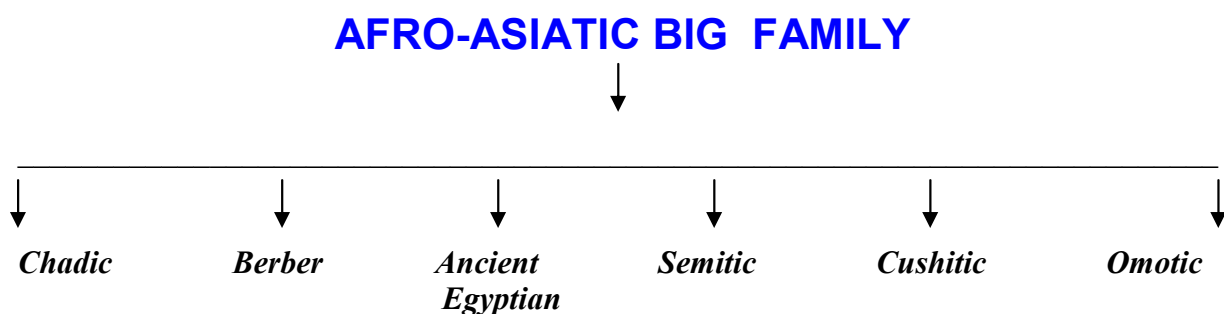 AFRO-ASIATIC BIG FAMILY
Chadic Berber Ancient Semitic Cushitic Omotic
Egyptian